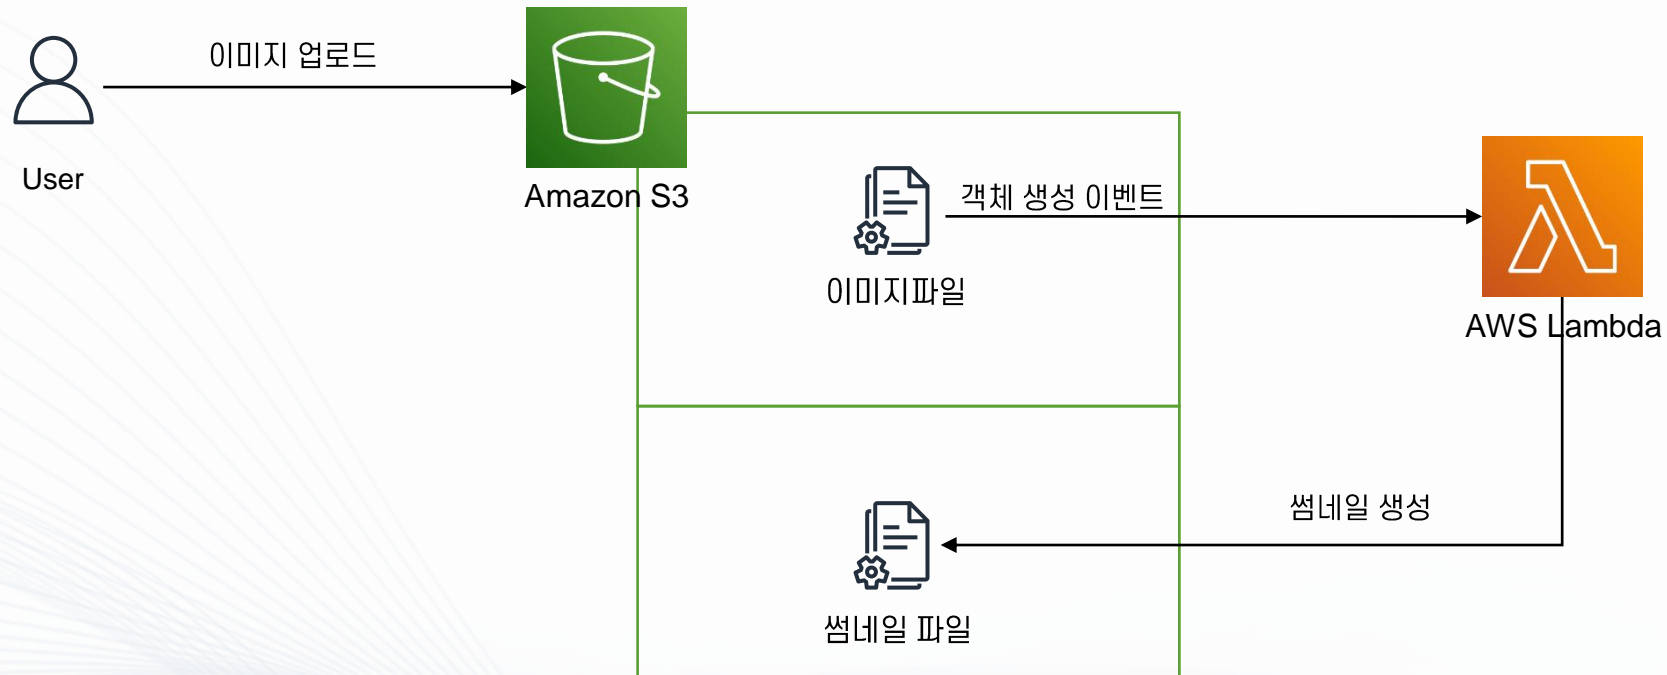 이미지 업로드
User
Amazon S3
객체 생성 이벤트
이미지파일
AWS Lambda
썸네일 생성
썸네일 파일